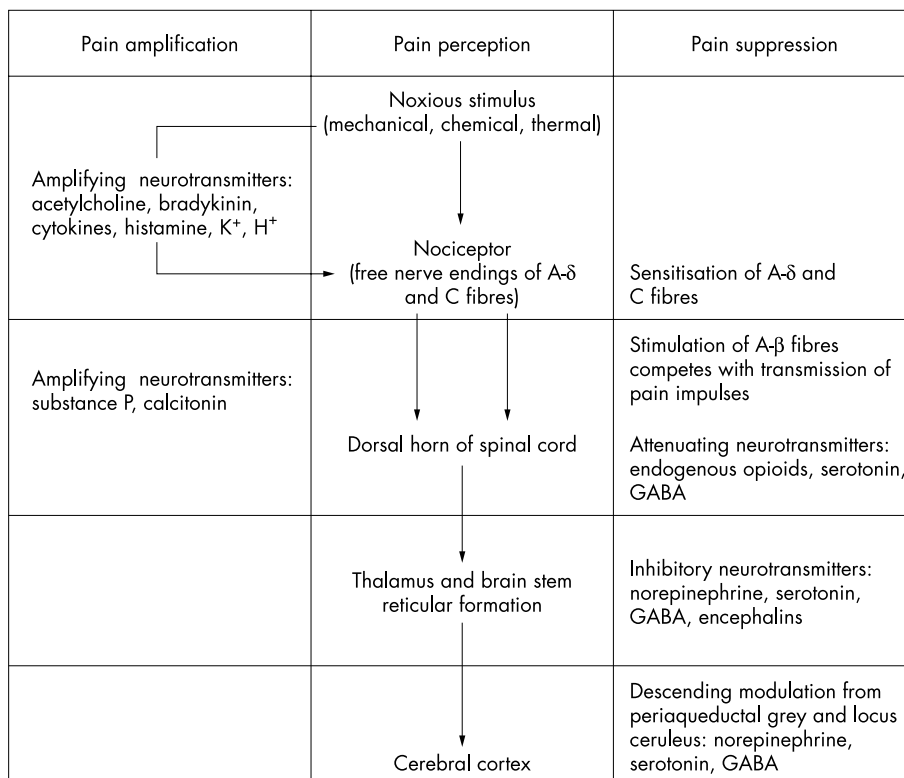 Pain amplification
Pain perception
Pain suppression
Noxious stimulus
(mechanical, chemical, thermal)
Amplifying neurotransmitters:
acetylcholine, bradykinin,
cytokines, histamine, K⁺, H⁺
Nociceptor
(free nerve endings of A-δ
and C fibres)
Sensitisation of A-δ and
C fibres
Amplifying neurotransmitters:
substance P, calcitonin
Stimulation of A-β fibres
competes with transmission of
pain impulses
Dorsal horn of spinal cord
Attenuating neurotransmitters:
endogenous opioids, serotonin,
GABA
Thalamus and brain stem
reticular formation
Inhibitory neurotransmitters:
norepinephrine, serotonin,
GABA, encephalins
Cerebral cortex
Descending modulation from
periaqueductal grey and locus
ceruleus: norepinephrine,
serotonin, GABA